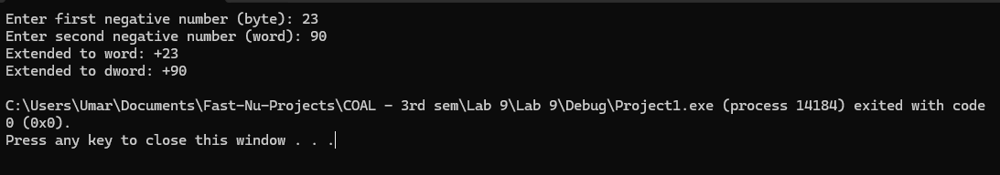 Enter first negative number (byte): 23
Enter second negative number (word): 90
Extended to word: +23
Extended to dword: +90
C:\Users\Umar\Documents\Fast-Nu-Projects\COAL - 3rd sem\Lab 9\Lab 9\Debug\Project1.exe (process 14184) exited with code
0 (0x0).
Press any key to close this window . . .